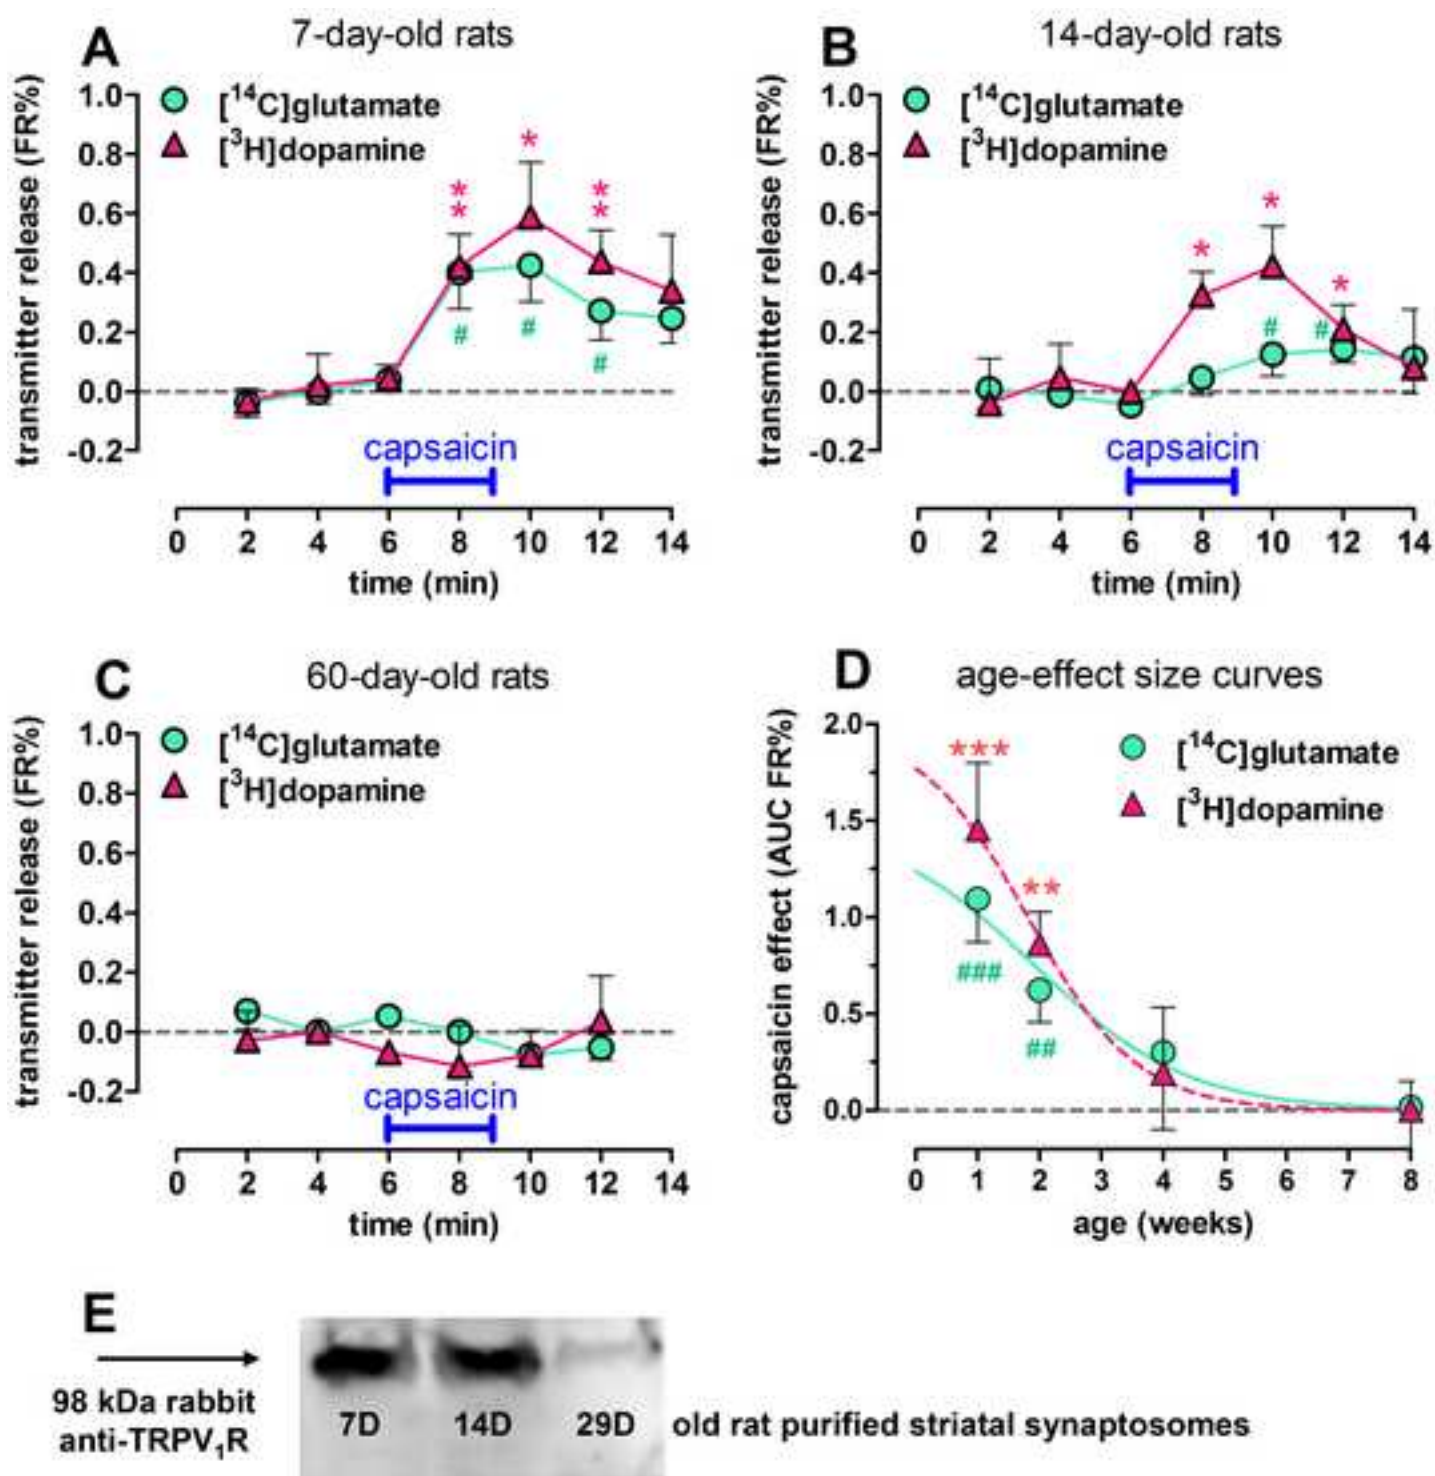 A
7-day-old rats
[14C]glutamate
[3H]dopamine
transmitter release (FR%)
1.0
0.8
0.6
0.4
0.2
0.0
-0.2
**
*
**
#
#
#
capsaicin
0 2 4 6 8 10 12 14
time (min)
B
14-day-old rats
[14C]glutamate
[3H]dopamine
transmitter release (FR%)
1.0
0.8
0.6
0.4
0.2
0.0
-0.2
*
*
*
#
#
capsaicin
0 2 4 6 8 10 12 14
time (min)
C
60-day-old rats
[14C]glutamate
[3H]dopamine
transmitter release (FR%)
1.0
0.8
0.6
0.4
0.2
0.0
-0.2
capsaicin
0 2 4 6 8 10 12 14
time (min)
D
age-effect size curves
[14C]glutamate
[3H]dopamine
capsaicin effect (AUC FR%)
2.0
1.5
1.0
0.5
0.0
***
**
###
##
0 1 2 3 4 5 6 7 8
age (weeks)
E
98 kDa rabbit
anti-TRPV1R
7D 14D 29D
old rat purified striatal synaptosomes